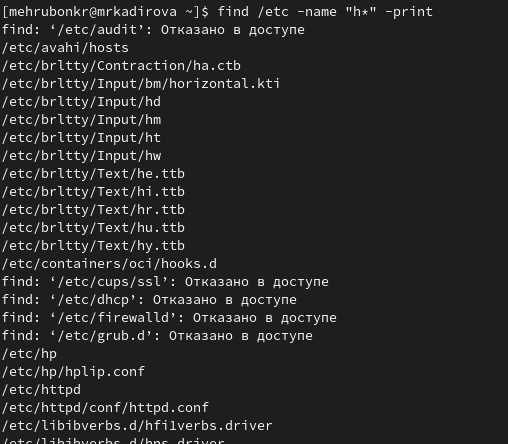 [mehrubonkr@mrkadirova ~]$ find /etc -name "h*" -print
find: ‘/etc/audit’: Отказано в доступе
/etc/avahi/hosts
/etc/brltty/Contraction/ha.ctb
/etc/brltty/Input/bm/horizontal.kti
/etc/brltty/Input/hd
/etc/brltty/Input/hm
/etc/brltty/Input/ht
/etc/brltty/Input/hw
/etc/brltty/Text/he.ttb
/etc/brltty/Text/hi.ttb
/etc/brltty/Text/hr.ttb
/etc/brltty/Text/hu.ttb
/etc/brltty/Text/hy.ttb
/etc/containers/oci/hooks.d
find: ‘/etc/cups/ssl’: Отказано в доступе
find: ‘/etc/dhcp’: Отказано в доступе
find: ‘/etc/firewalld’: Отказано в доступе
find: ‘/etc/grub.d’: Отказано в доступе
/etc/hp
/etc/hp/hplip.conf
/etc/httpd
/etc/httpd/conf/httpd.conf
/etc/libibverbs.d/hfi1verbs.driver
/etc/libibverbs.d/hns.driver